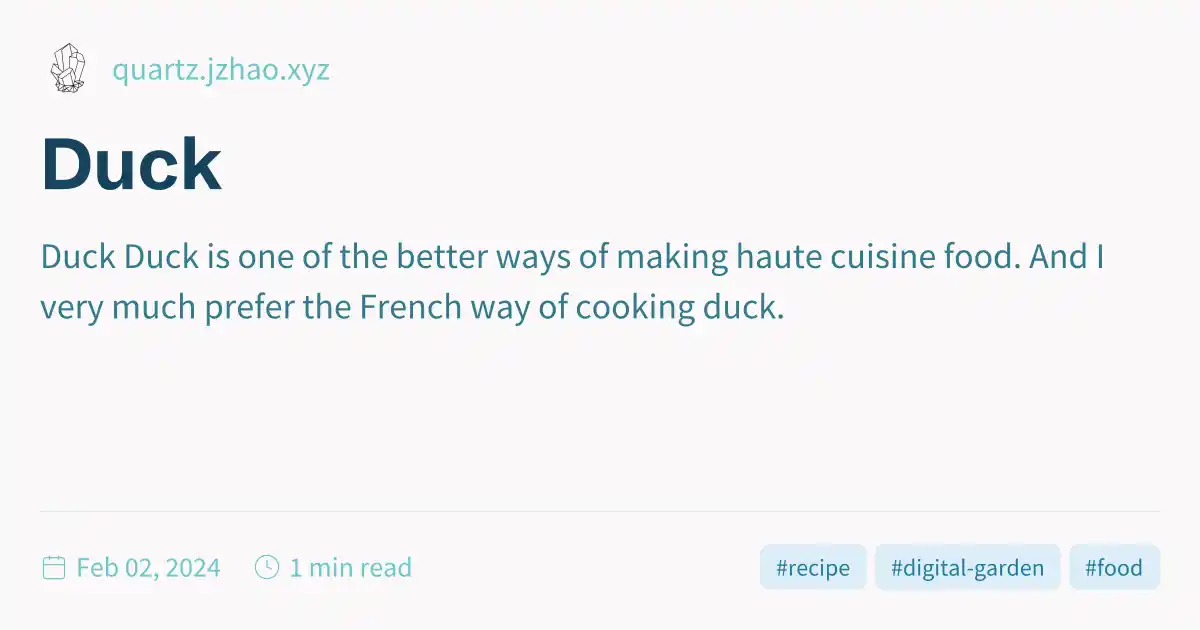 quartz.jzhao.xyz
Duck
Duck Duck is one of the better ways of making haute cuisine food. And I
very much prefer the French way of cooking duck.
Feb 02, 2024 1 min read #recipe #digital-garden #food